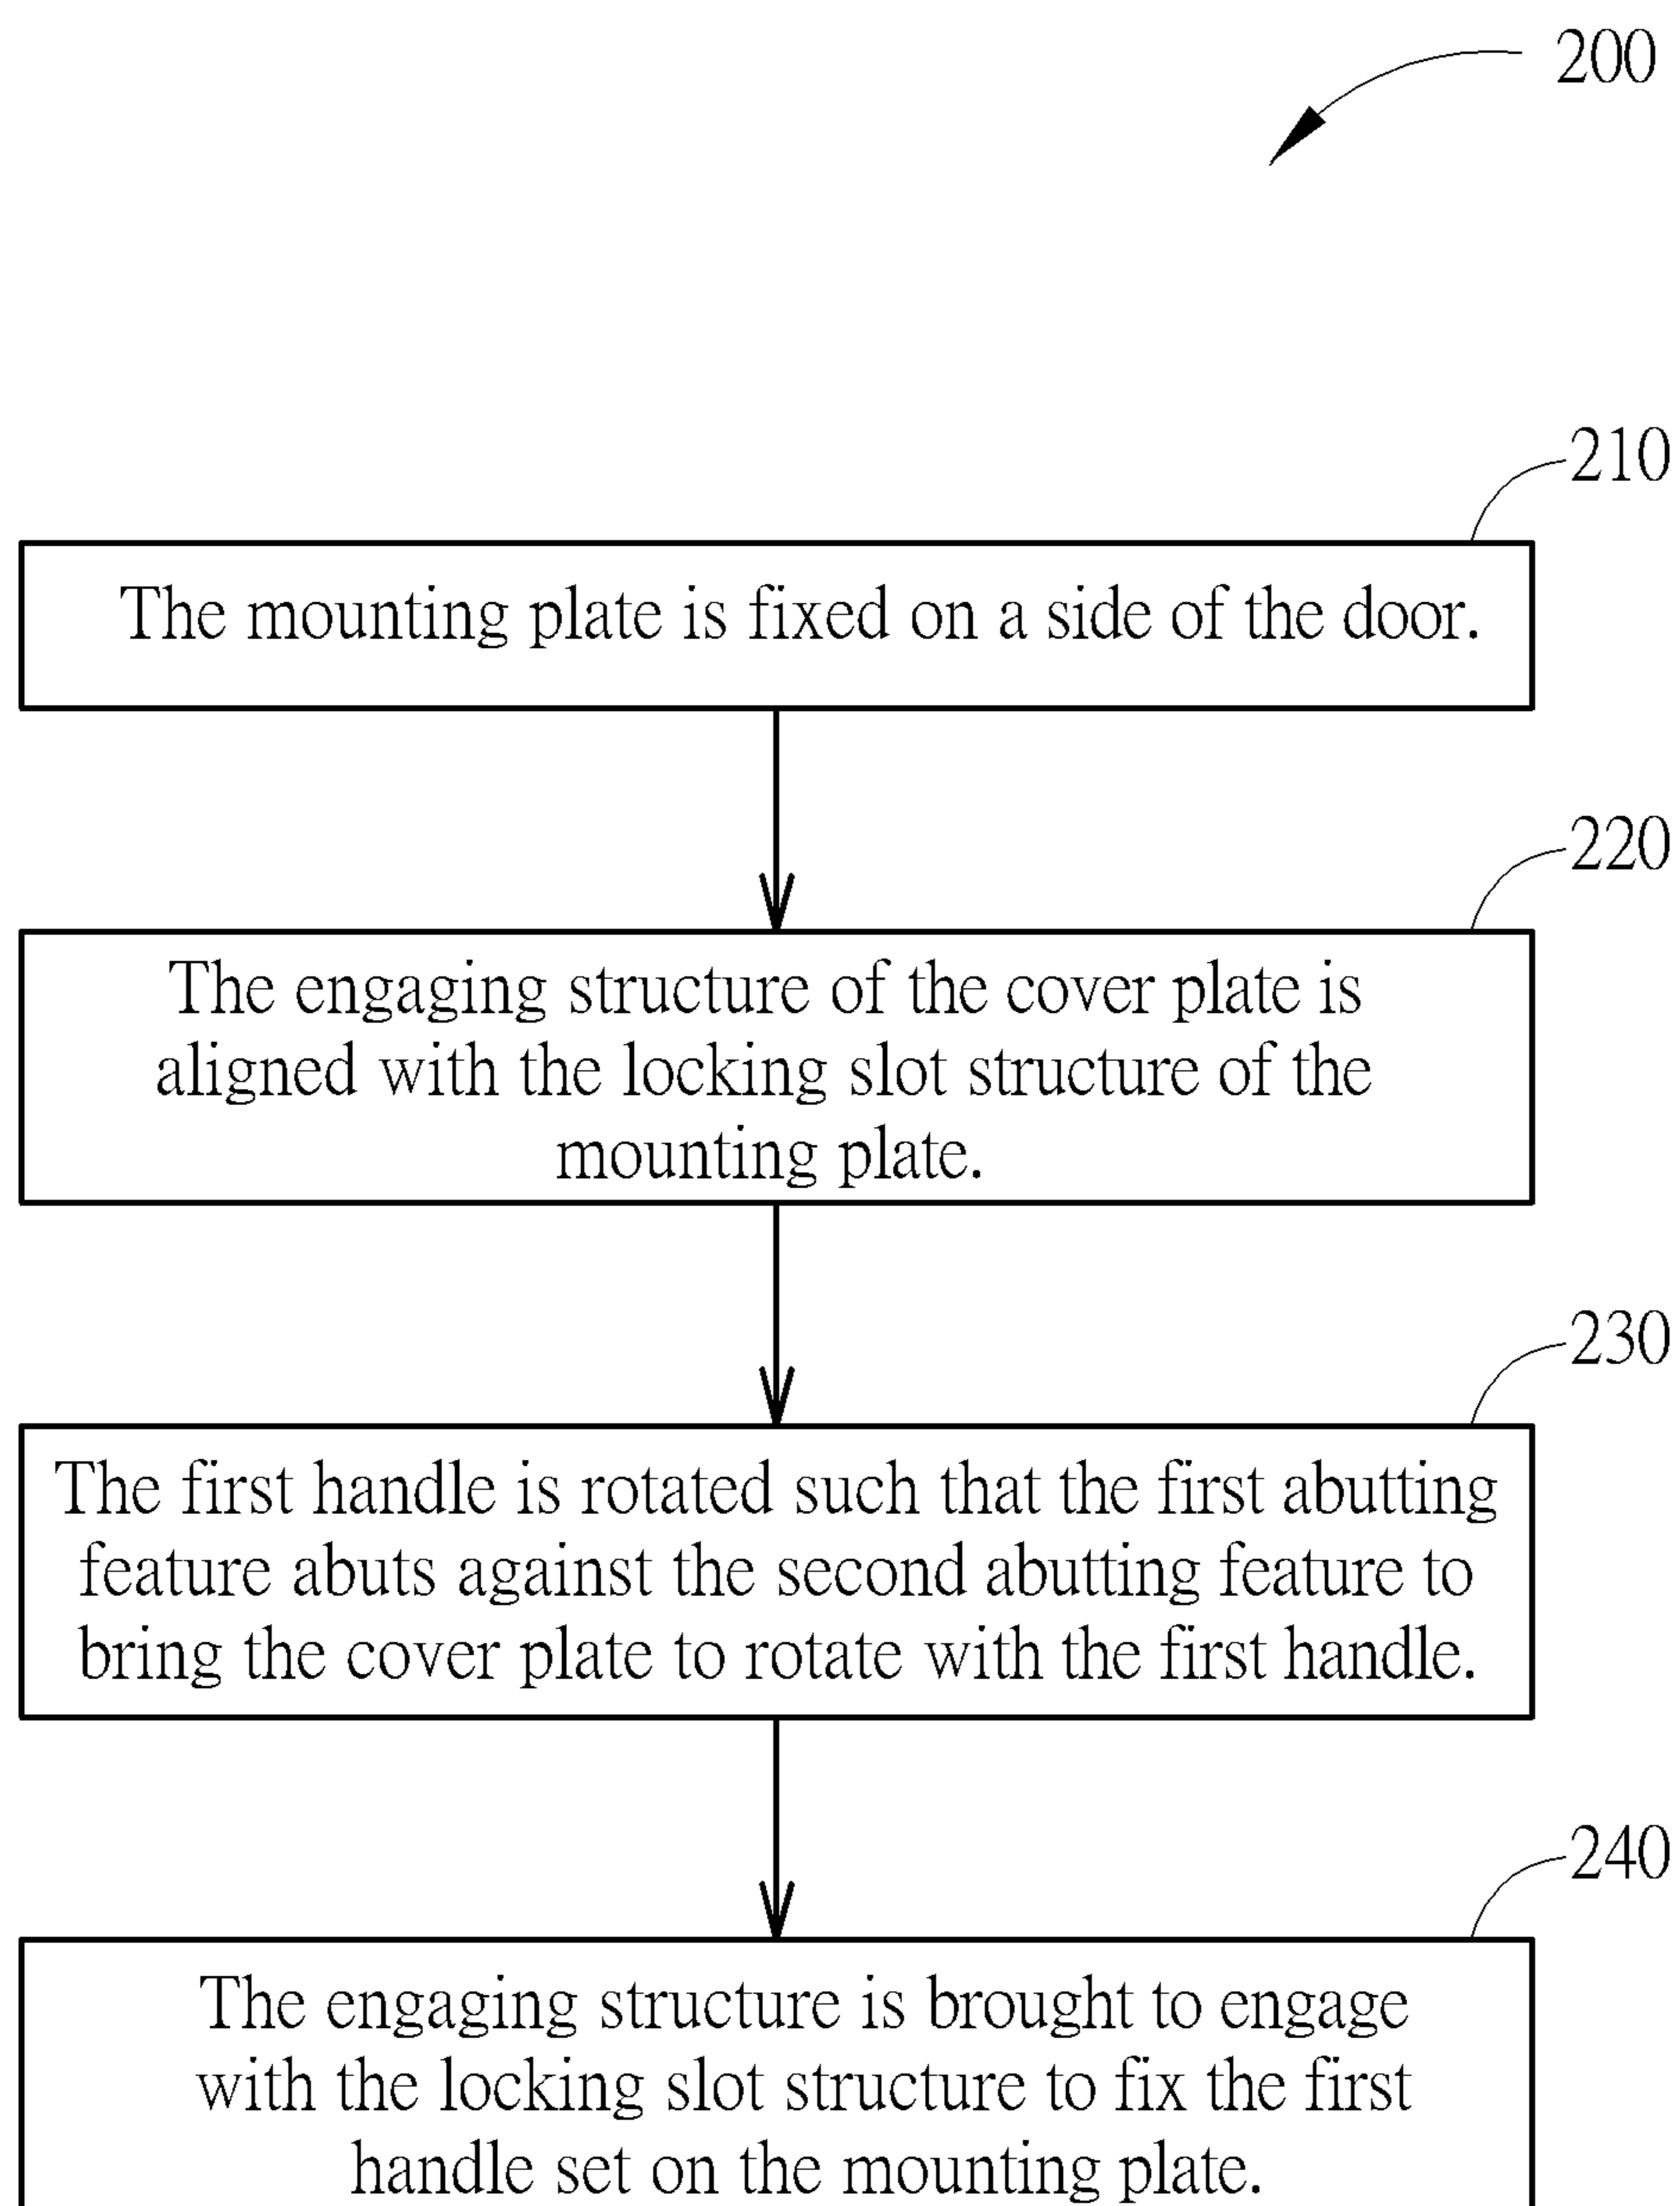 200
210
The mounting plate is fixed on a side of the door.
220
The engaging structure of the cover plate is
aligned with the locking slot structure of the
mounting plate.
230
The first handle is rotated such that the first abutting
feature abuts against the second abutting feature to
bring the cover plate to rotate with the first handle.
240
The engaging structure is brought to engage
with the locking slot structure to fix the first
handle set on the mounting plate.